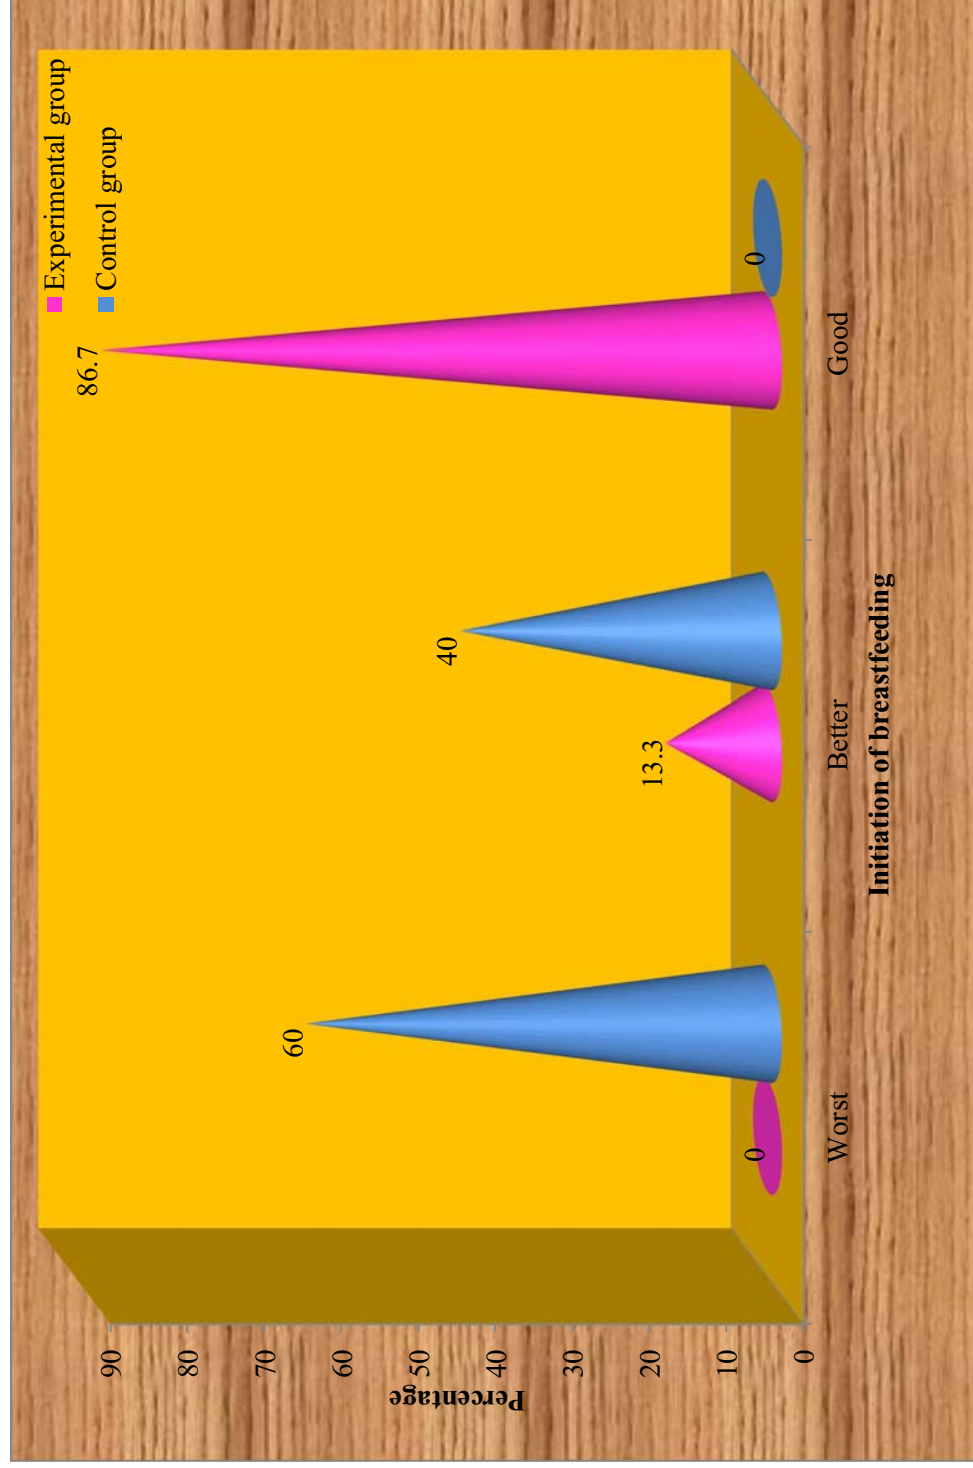 Experimental group
Control group
Percentage
90
80
70
60
50
40
30
20
10
0
0
60
13.3
40
86.7
0
Worst
Better
Good
Initiation of breastfeeding